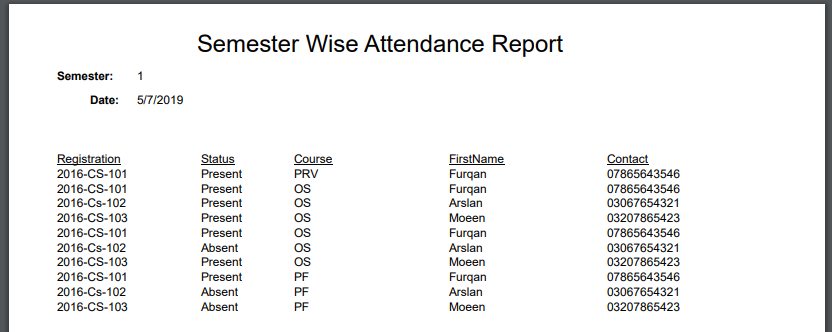 Semester Wise Attendance Report
Semester: 1
Date: 5/7/2019
Registration Status Course FirstName Contact
2016-CS-101 Present PRV Furqan 07865643546
2016-CS-101 Present OS Furqan 07865643546
2016-Cs-102 Present OS Arslan 03067654321
2016-CS-103 Present OS Moeen 03207865423
2016-CS-101 Present OS Furqan 07865643546
2016-Cs-102 Absent OS Arslan 03067654321
2016-CS-103 Present OS Moeen 03207865423
2016-CS-101 Present PF Furqan 07865643546
2016-Cs-102 Absent PF Arslan 03067654321
2016-CS-103 Absent PF Moeen 03207865423